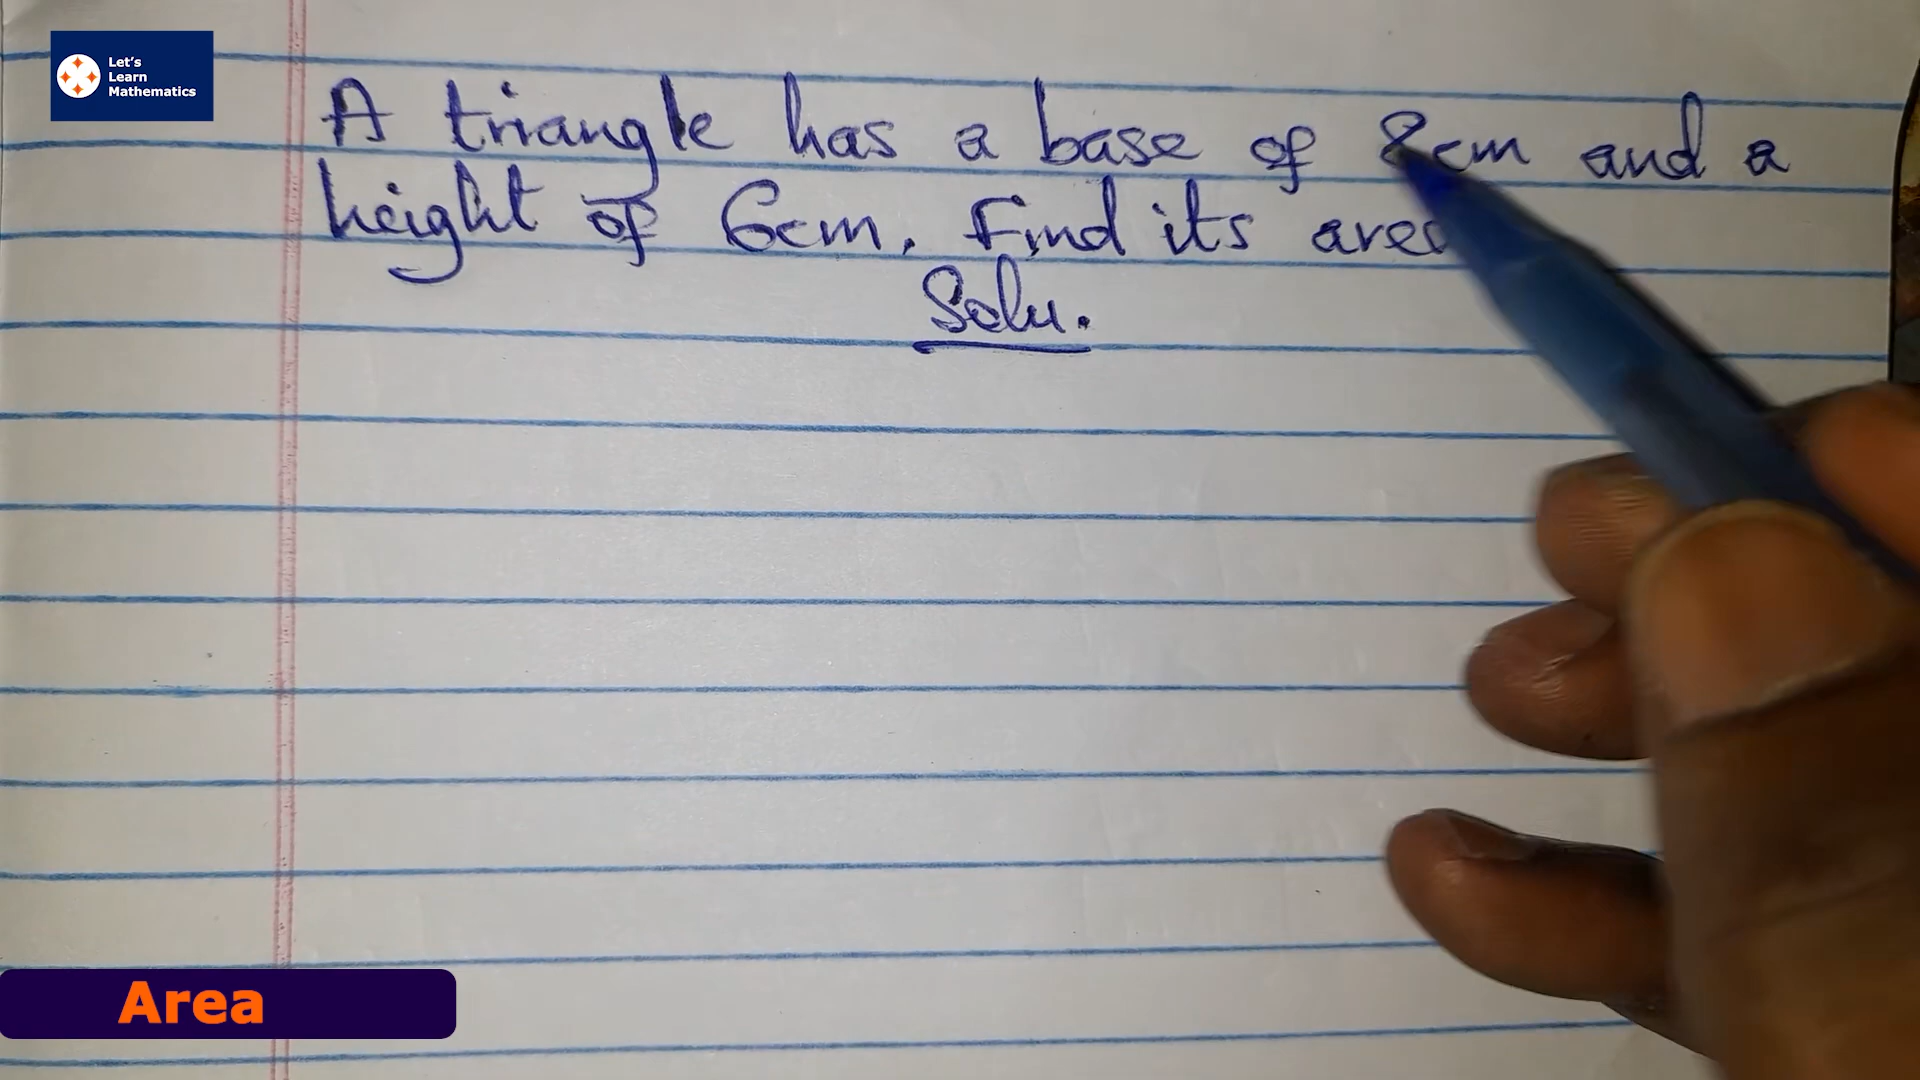 Let's
Learn
Mathematics
A triangle has a base of 8cm and a
height of 6cm. Find its area
Solu.
Area